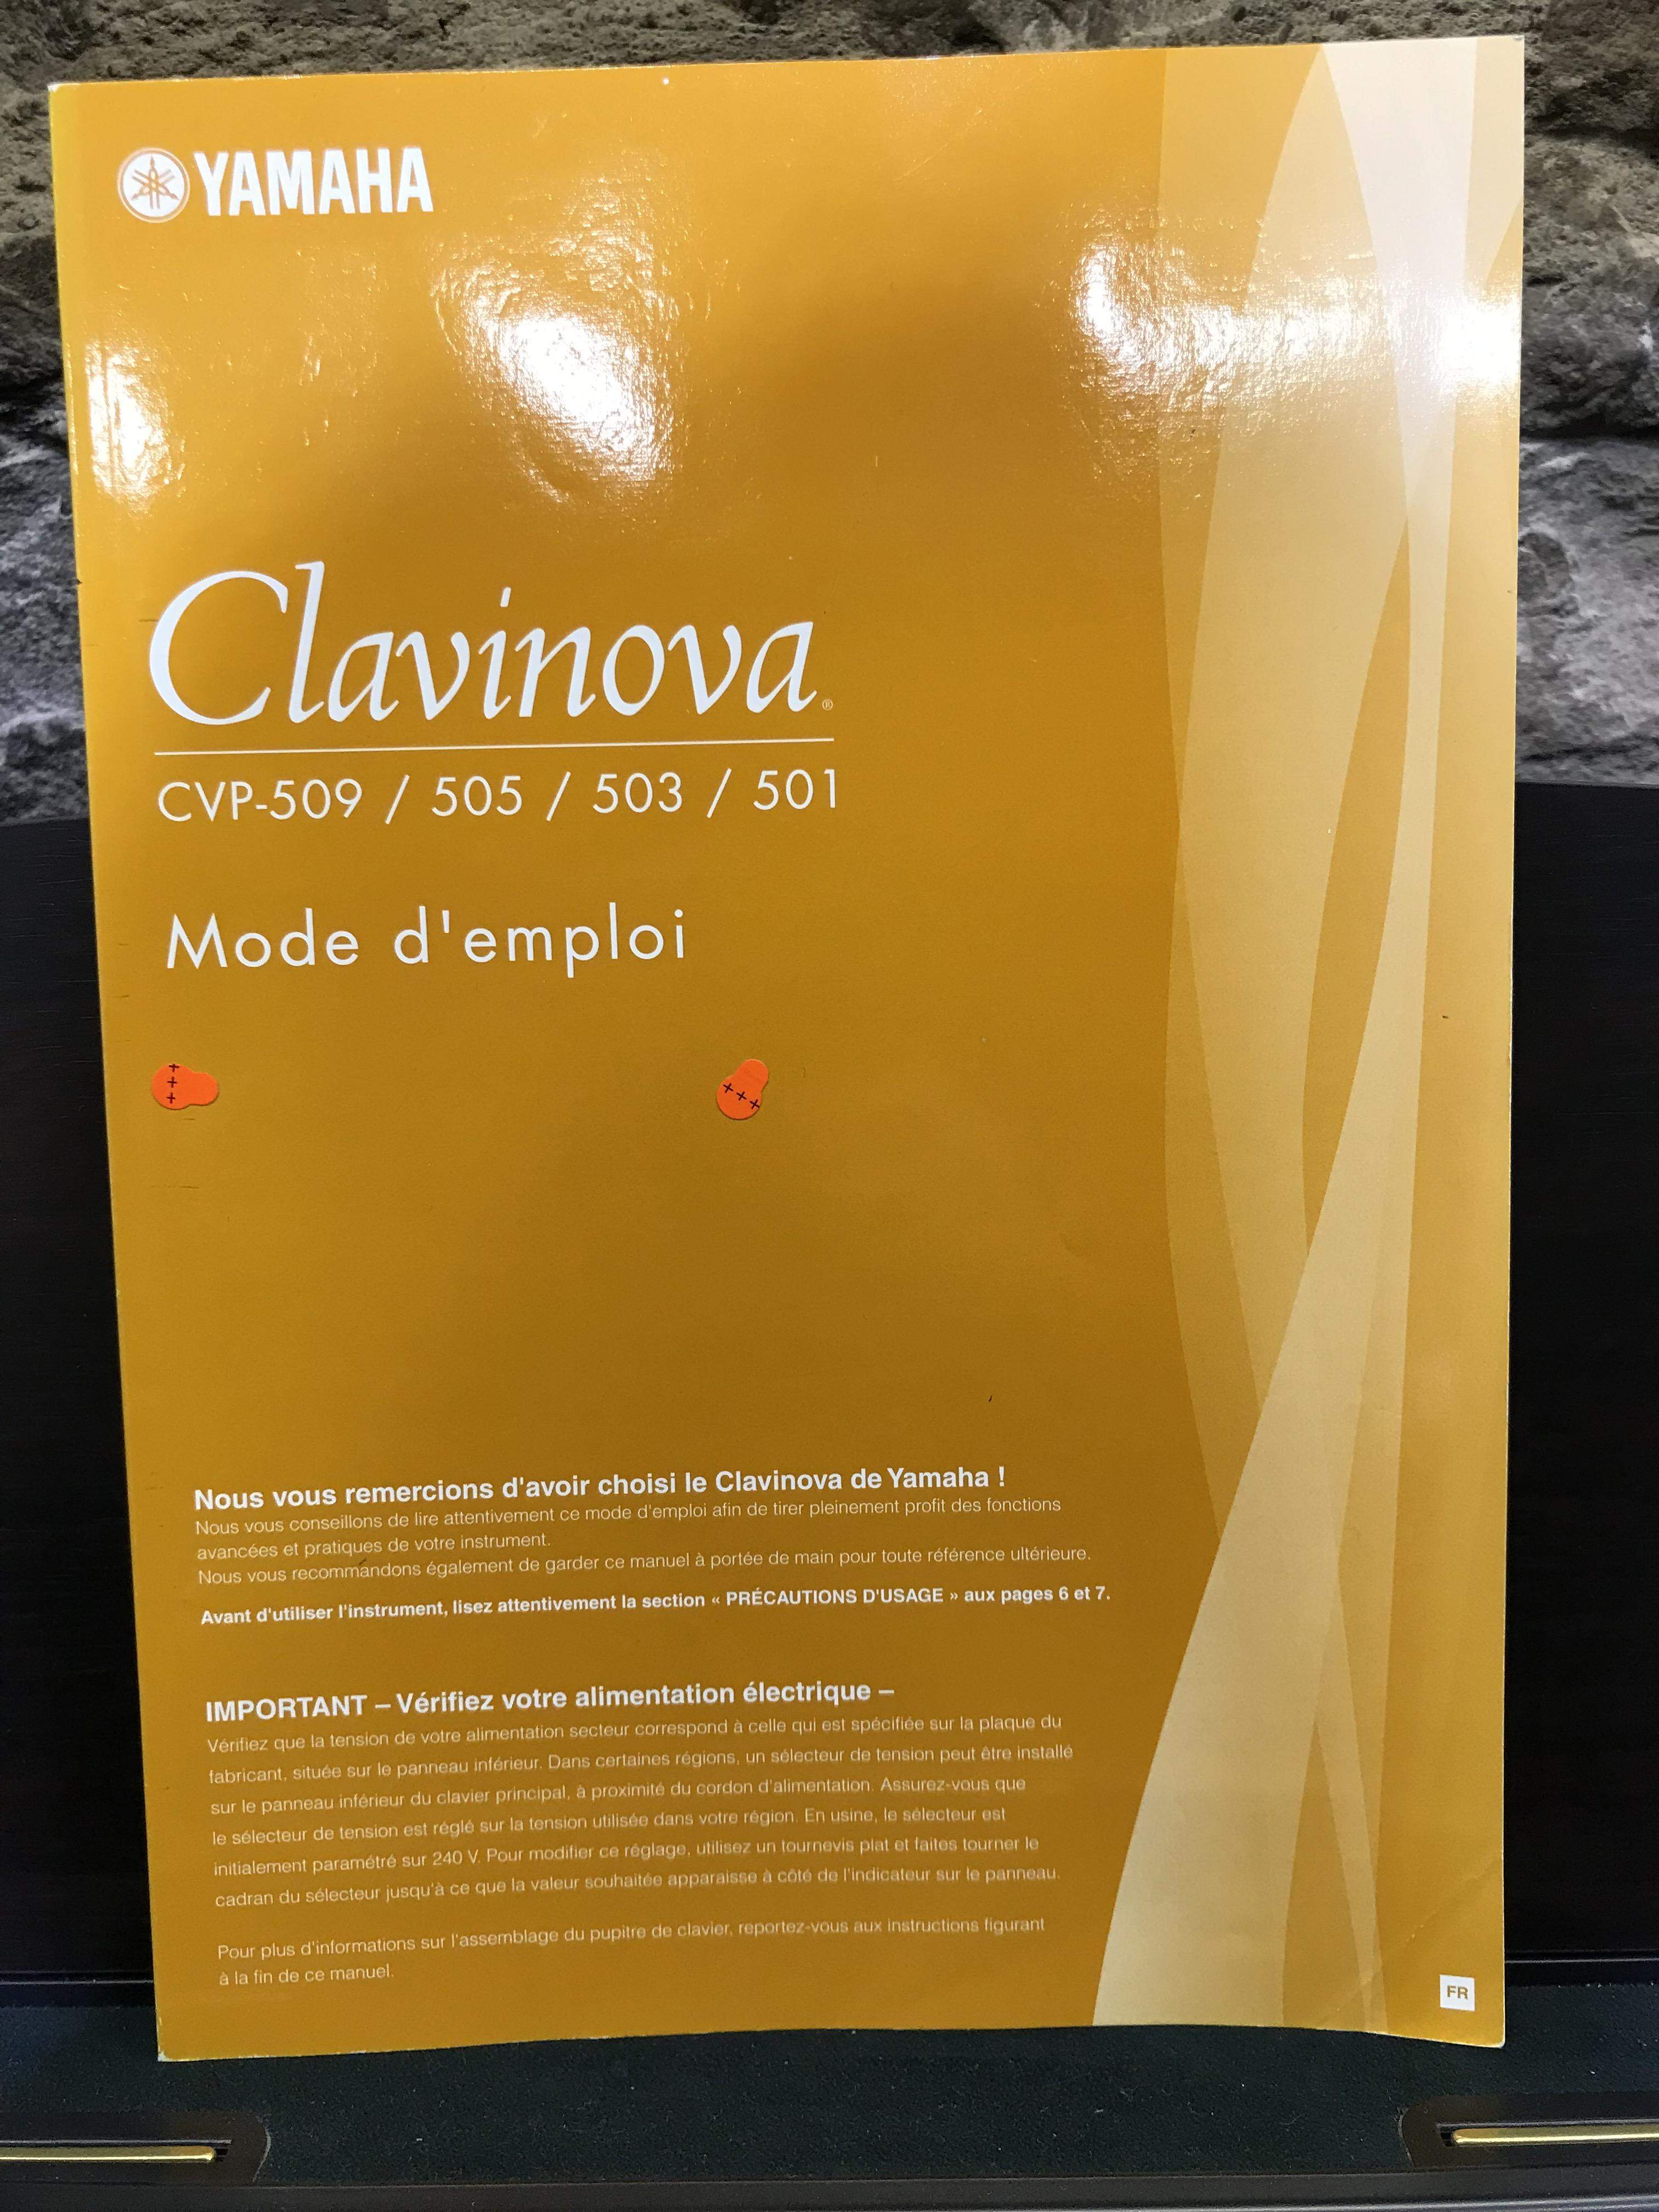 YAMAHA
Clavinova®
CVP-509 / 505 / 503 / 501
Mode d'emploi
+
+
+
+++
Nous vous remercions d'avoir choisi le Clavinova de Yamaha !
Nous vous conseillons de lire attentivement ce mode d'emploi afin de tirer pleinement profit des fonctions
avancées et pratiques de votre instrument.
Nous vous recommandons également de garder ce manuel à portée de main pour toute référence ultérieure.
Avant d'utiliser l'instrument, lisez attentivement la section « PRÉCAUTIONS D'USAGE » aux pages 6 et 7.
IMPORTANT – Vérifiez votre alimentation électrique –
Vérifiez que la tension de votre alimentation secteur correspond à celle qui est spécifiée sur la plaque du
fabricant, située sur le panneau inférieur. Dans certaines régions, un sélecteur de tension peut être installé
sur le panneau inférieur du clavier principal, à proximité du cordon d'alimentation. Assurez-vous que
le sélecteur de tension est réglé sur la tension utilisée dans votre région. En usine, le sélecteur est
initialement paramétré sur 240 V. Pour modifier ce réglage, utilisez un tournevis plat et faites tourner le
cadran du sélecteur jusqu'à ce que la valeur souhaitée apparaisse à côté de l'indicateur sur le panneau.
Pour plus d'informations sur l'assemblage du pupitre de clavier, reportez-vous aux instructions figurant
à la fin de ce manuel.
FR